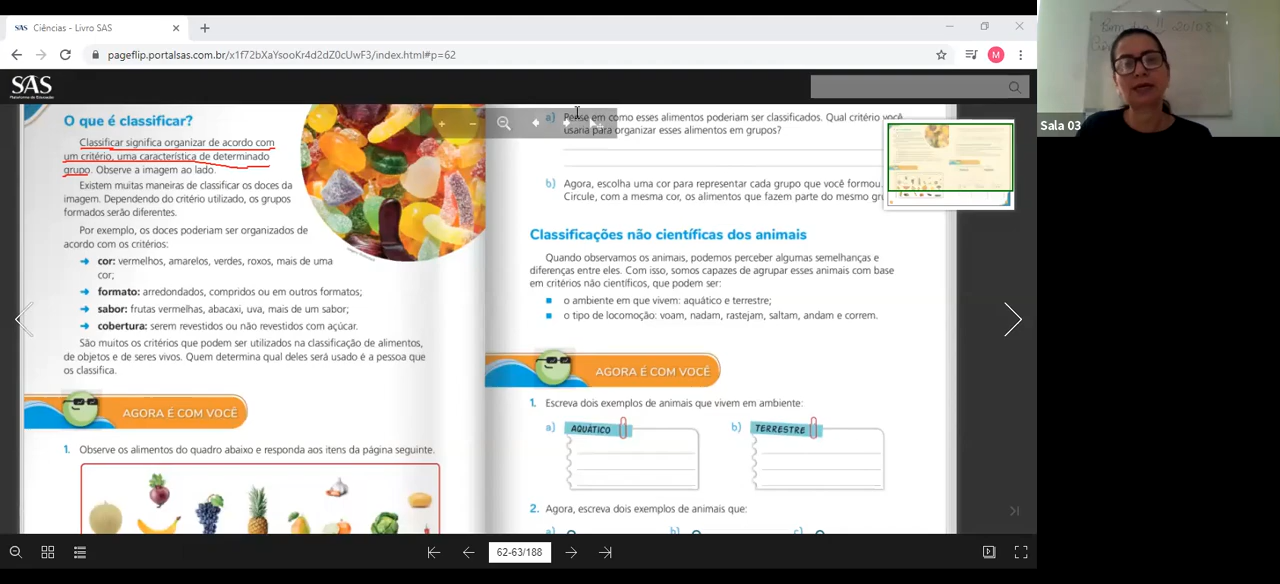 SAS Ciências - Livro SAS
pageflip.portalsas.com.br/x1f72bXaYsooKr4d2dZ0cUwF3/index.html#p=62
M
SAS
O que é classificar?
Classificar significa organizar de acordo com
um critério, uma característica de determinado
grupo. Observe a imagem ao lado.
Existem muitas maneiras de classificar os doces da
imagem. Dependendo do critério utilizado, os grupos
formados serão diferentes.
Por exemplo, os doces poderiam ser organizados de
acordo com os critérios:
cor: vermelhos, amarelos, verdes, roxos, mais de uma
cor;
formato: arredondados, compridos ou em outros formatos;
sabor: frutas vermelhas, abacaxi, uva, mais de um sabor;
cobertura: serem revestidos ou não revestidos com açúcar.
São muitos os critérios que podem ser utilizados na classificação de alimentos,
de objetos e de seres vivos. Quem determina qual deles será usado é a pessoa que
os classifica.
AGORA É COM VOCÊ
1. Observe os alimentos do quadro abaixo e responda aos itens da página seguinte.
a) Pense em como esses alimentos poderiam ser classificados. Qual critério você
usaria para organizar esses alimentos em grupos?
b) Agora, escolha uma cor para representar cada grupo que você formou.
Circule, com a mesma cor, os alimentos que fazem parte do mesmo
Classificações não científicas dos animais
Quando observamos os animais, podemos perceber algumas semelhanças e
diferenças entre eles. Com isso, somos capazes de agrupar esses animais com base
em critérios não científicos, que podem ser:
o ambiente em que vivem: aquático e terrestre;
o tipo de locomoção: voam, nadam, rastejam, saltam, andam e correm.
AGORA É COM VOCÊ
1. Escreva dois exemplos de animais que vivem em ambiente:
a) AQUÁTICO b) TERRESTRE
2. Agora, escreva dois exemplos de animais que:
a) b) c)
62-63/188
Bom dia!! 20/08
Sala 03